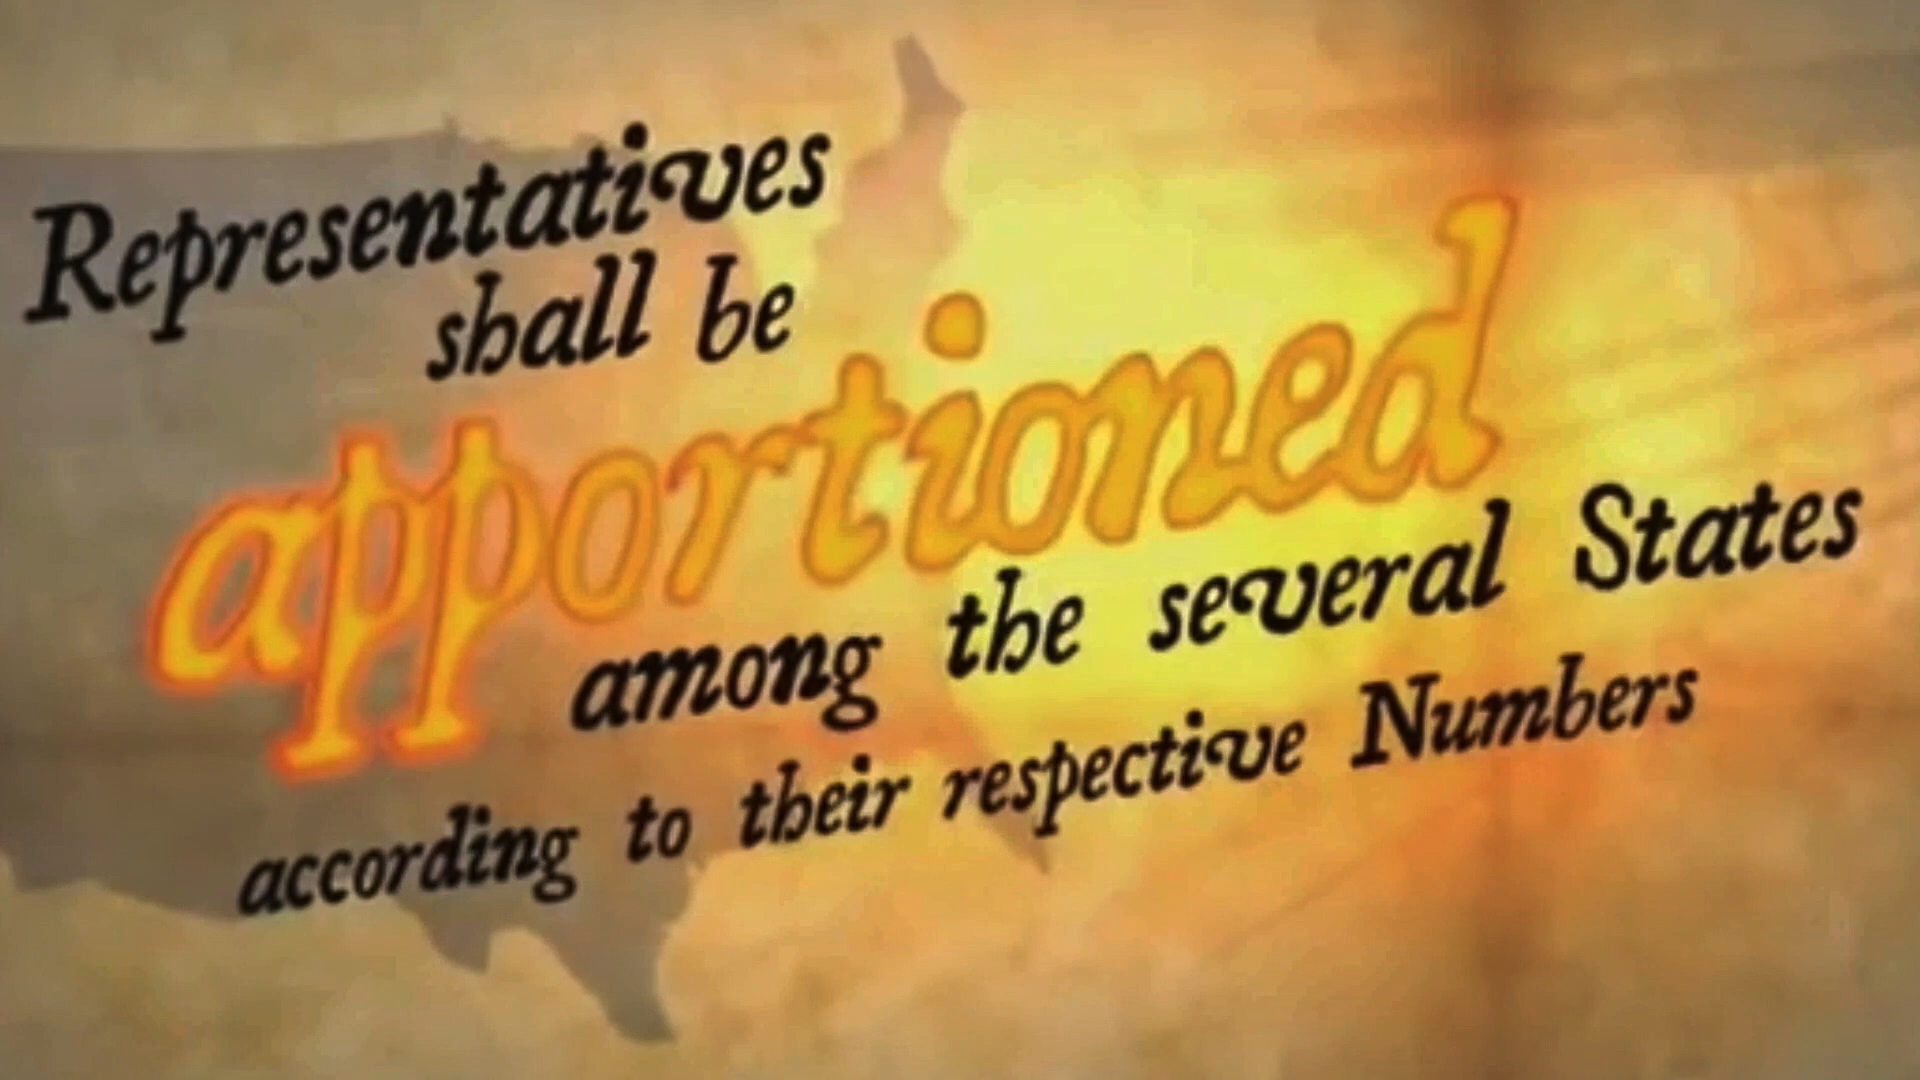 Representatives
shall be
apportioned
among the several States
according to their respective Numbers